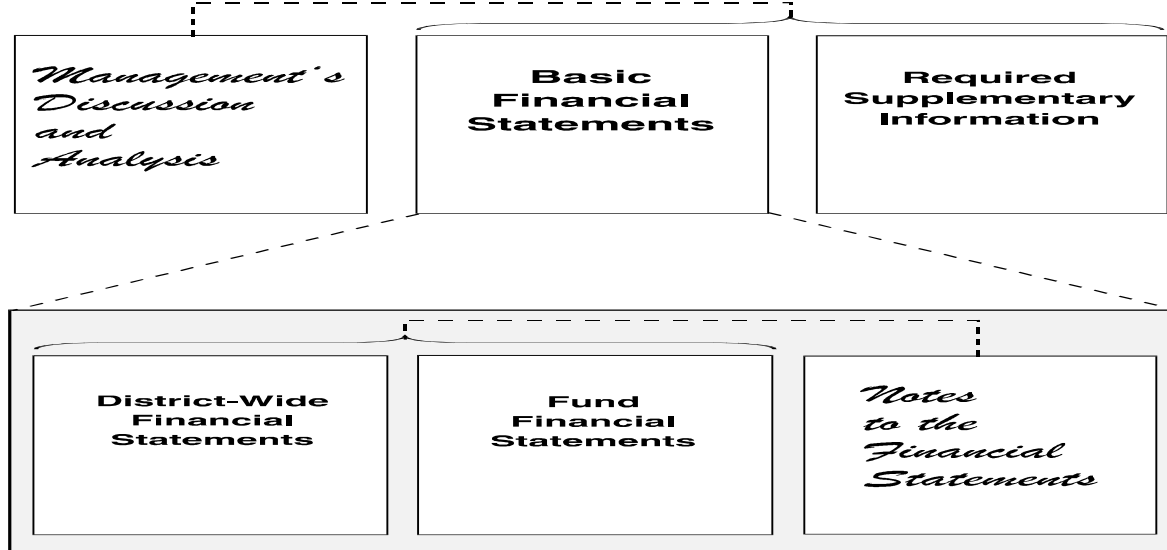 Management's
Discussion
and
Analysis
Basic
Financial
Statements
Required
Supplementary
Information
District-Wide
Financial
Statements
Fund
Financial
Statements
Notes
to the
Financial
Statements